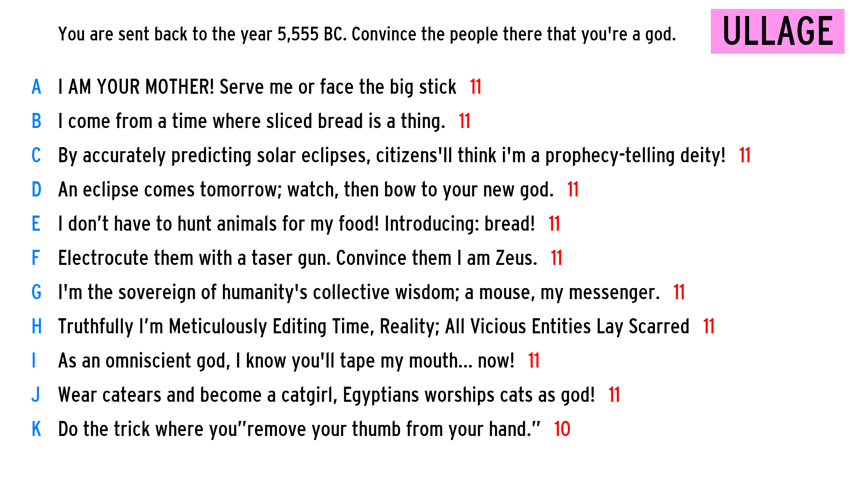 You are sent back to the year 5,555 BC. Convince the people there that you're a god.
ULLAGE
A I AM YOUR MOTHER! Serve me or face the big stick 11
B I come from a time where sliced bread is a thing. 11
C By accurately predicting solar eclipses, citizens'll think i'm a prophecy-telling deity! 11
D An eclipse comes tomorrow; watch, then bow to your new god. 11
E I don’t have to hunt animals for my food! Introducing: bread! 11
F Electrocute them with a taser gun. Convince them I am Zeus. 11
G I'm the sovereign of humanity's collective wisdom; a mouse, my messenger. 11
H Truthfully I’m Meticulously Editing Time, Reality; All Vicious Entities Lay Scarred 11
I As an omniscient god, I know you'll tape my mouth... now! 11
J Wear catears and become a catgirl, Egyptians worships cats as god! 11
K Do the trick where you”remove your thumb from your hand.” 10